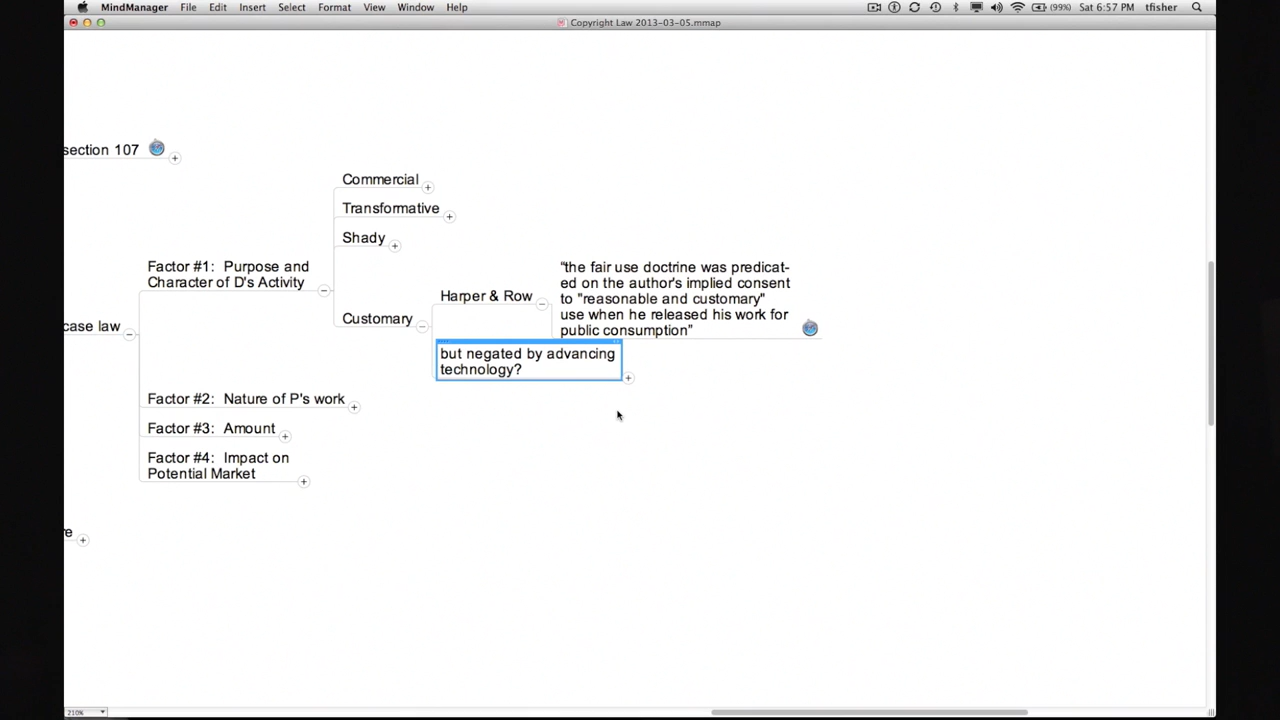 MindManager File Edit Insert Select Format View Window Help (99%) Sat 6:57 PM tfisher
Copyright Law 2013-03-05.mmap
section 107
Commercial
Transformative
Shady
Factor #1: Purpose and
Character of D's Activity
"the fair use doctrine was predicat-
ed on the author's implied consent
to "reasonable and customary"
use when he released his work for
public consumption"
Harper & Row
Customary
case law
but negated by advancing
technology?
Factor #2: Nature of P's work
Factor #3: Amount
Factor #4: Impact on
Potential Market
re
210%